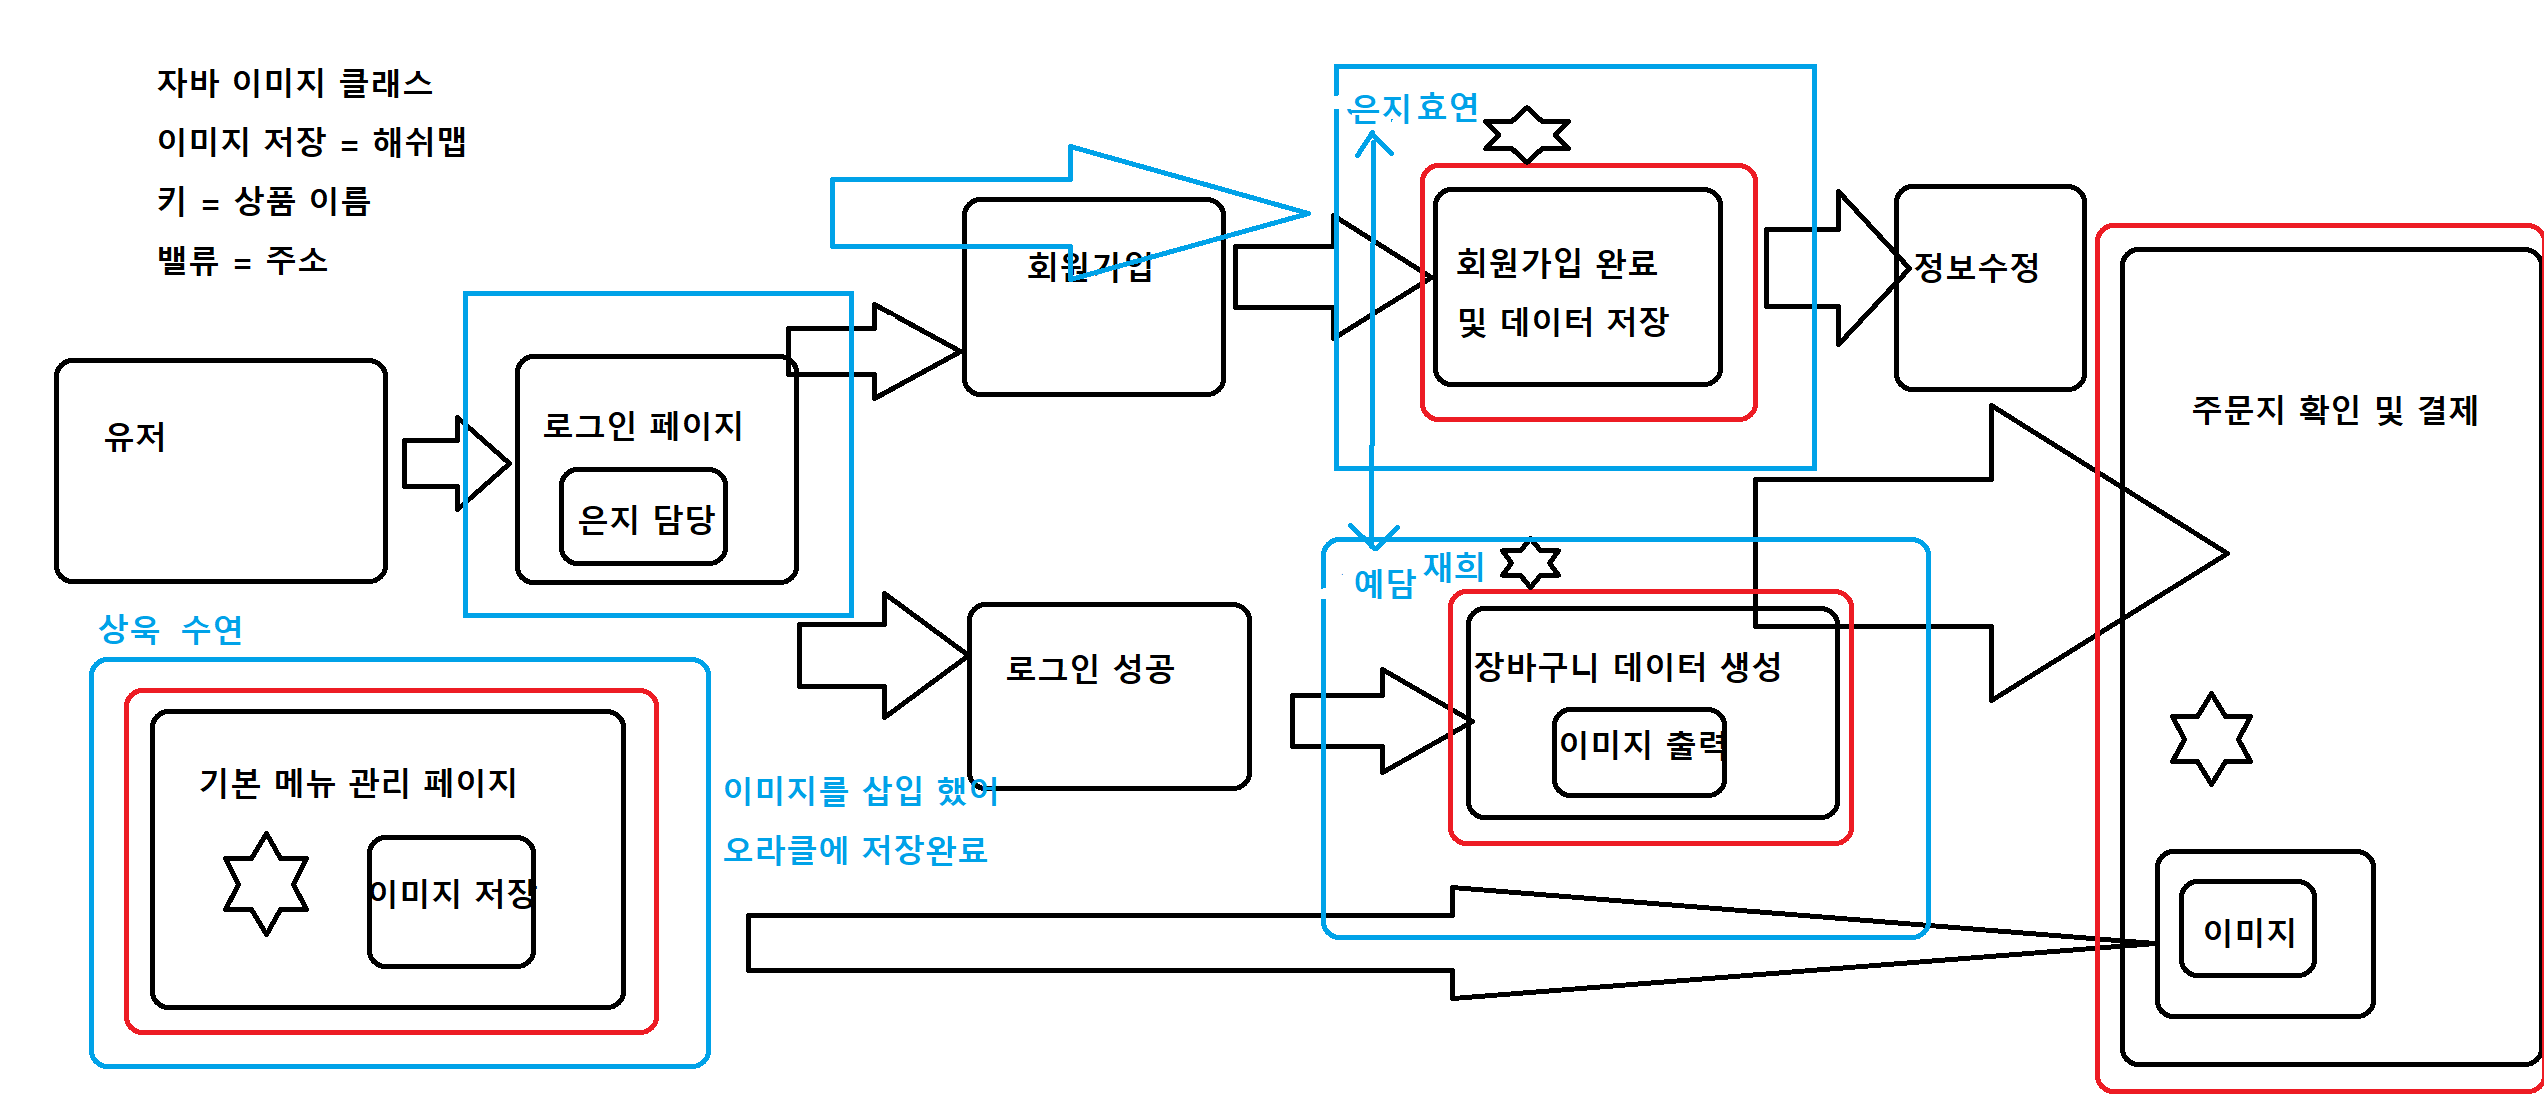 자바 이미지 클래스
이미지 저장 = 해쉬맵
키 = 상품 이름
밸류 = 주소
유저
로그인 페이지
은지 담당
회원가입
은지 효연
회원가입 완료
및 데이터 저장
정보수정
주문지 확인 및 결제
상욱 수연
기본 메뉴 관리 페이지
이미지 저장
로그인 성공
이미지를 삽입 했어
오라클에 저장완료
예담 재희
장바구니 데이터 생성
이미지 출력
이미지